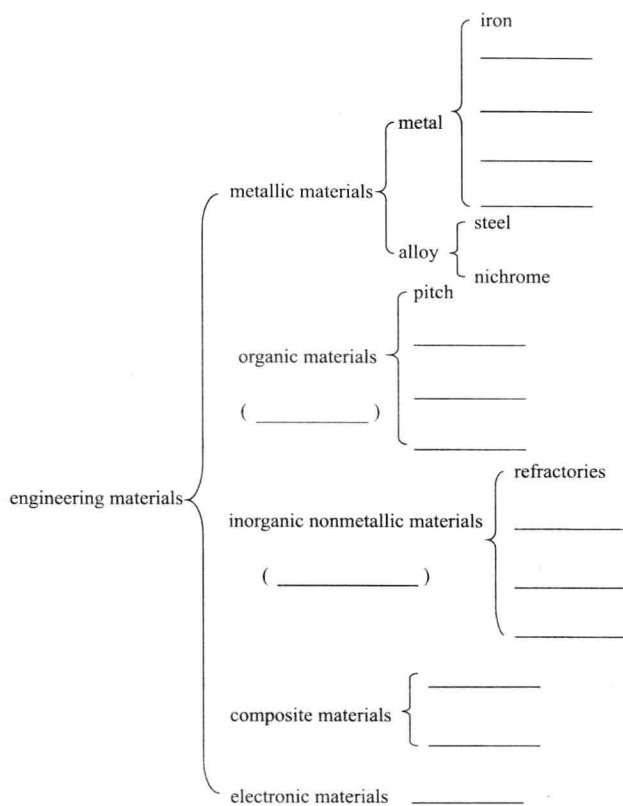 iron
metal
metallic materials
steel
alloy
nichrome
pitch
organic materials
( )
engineering materials
refractories
inorganic nonmetallic materials
( )
composite materials
electronic materials